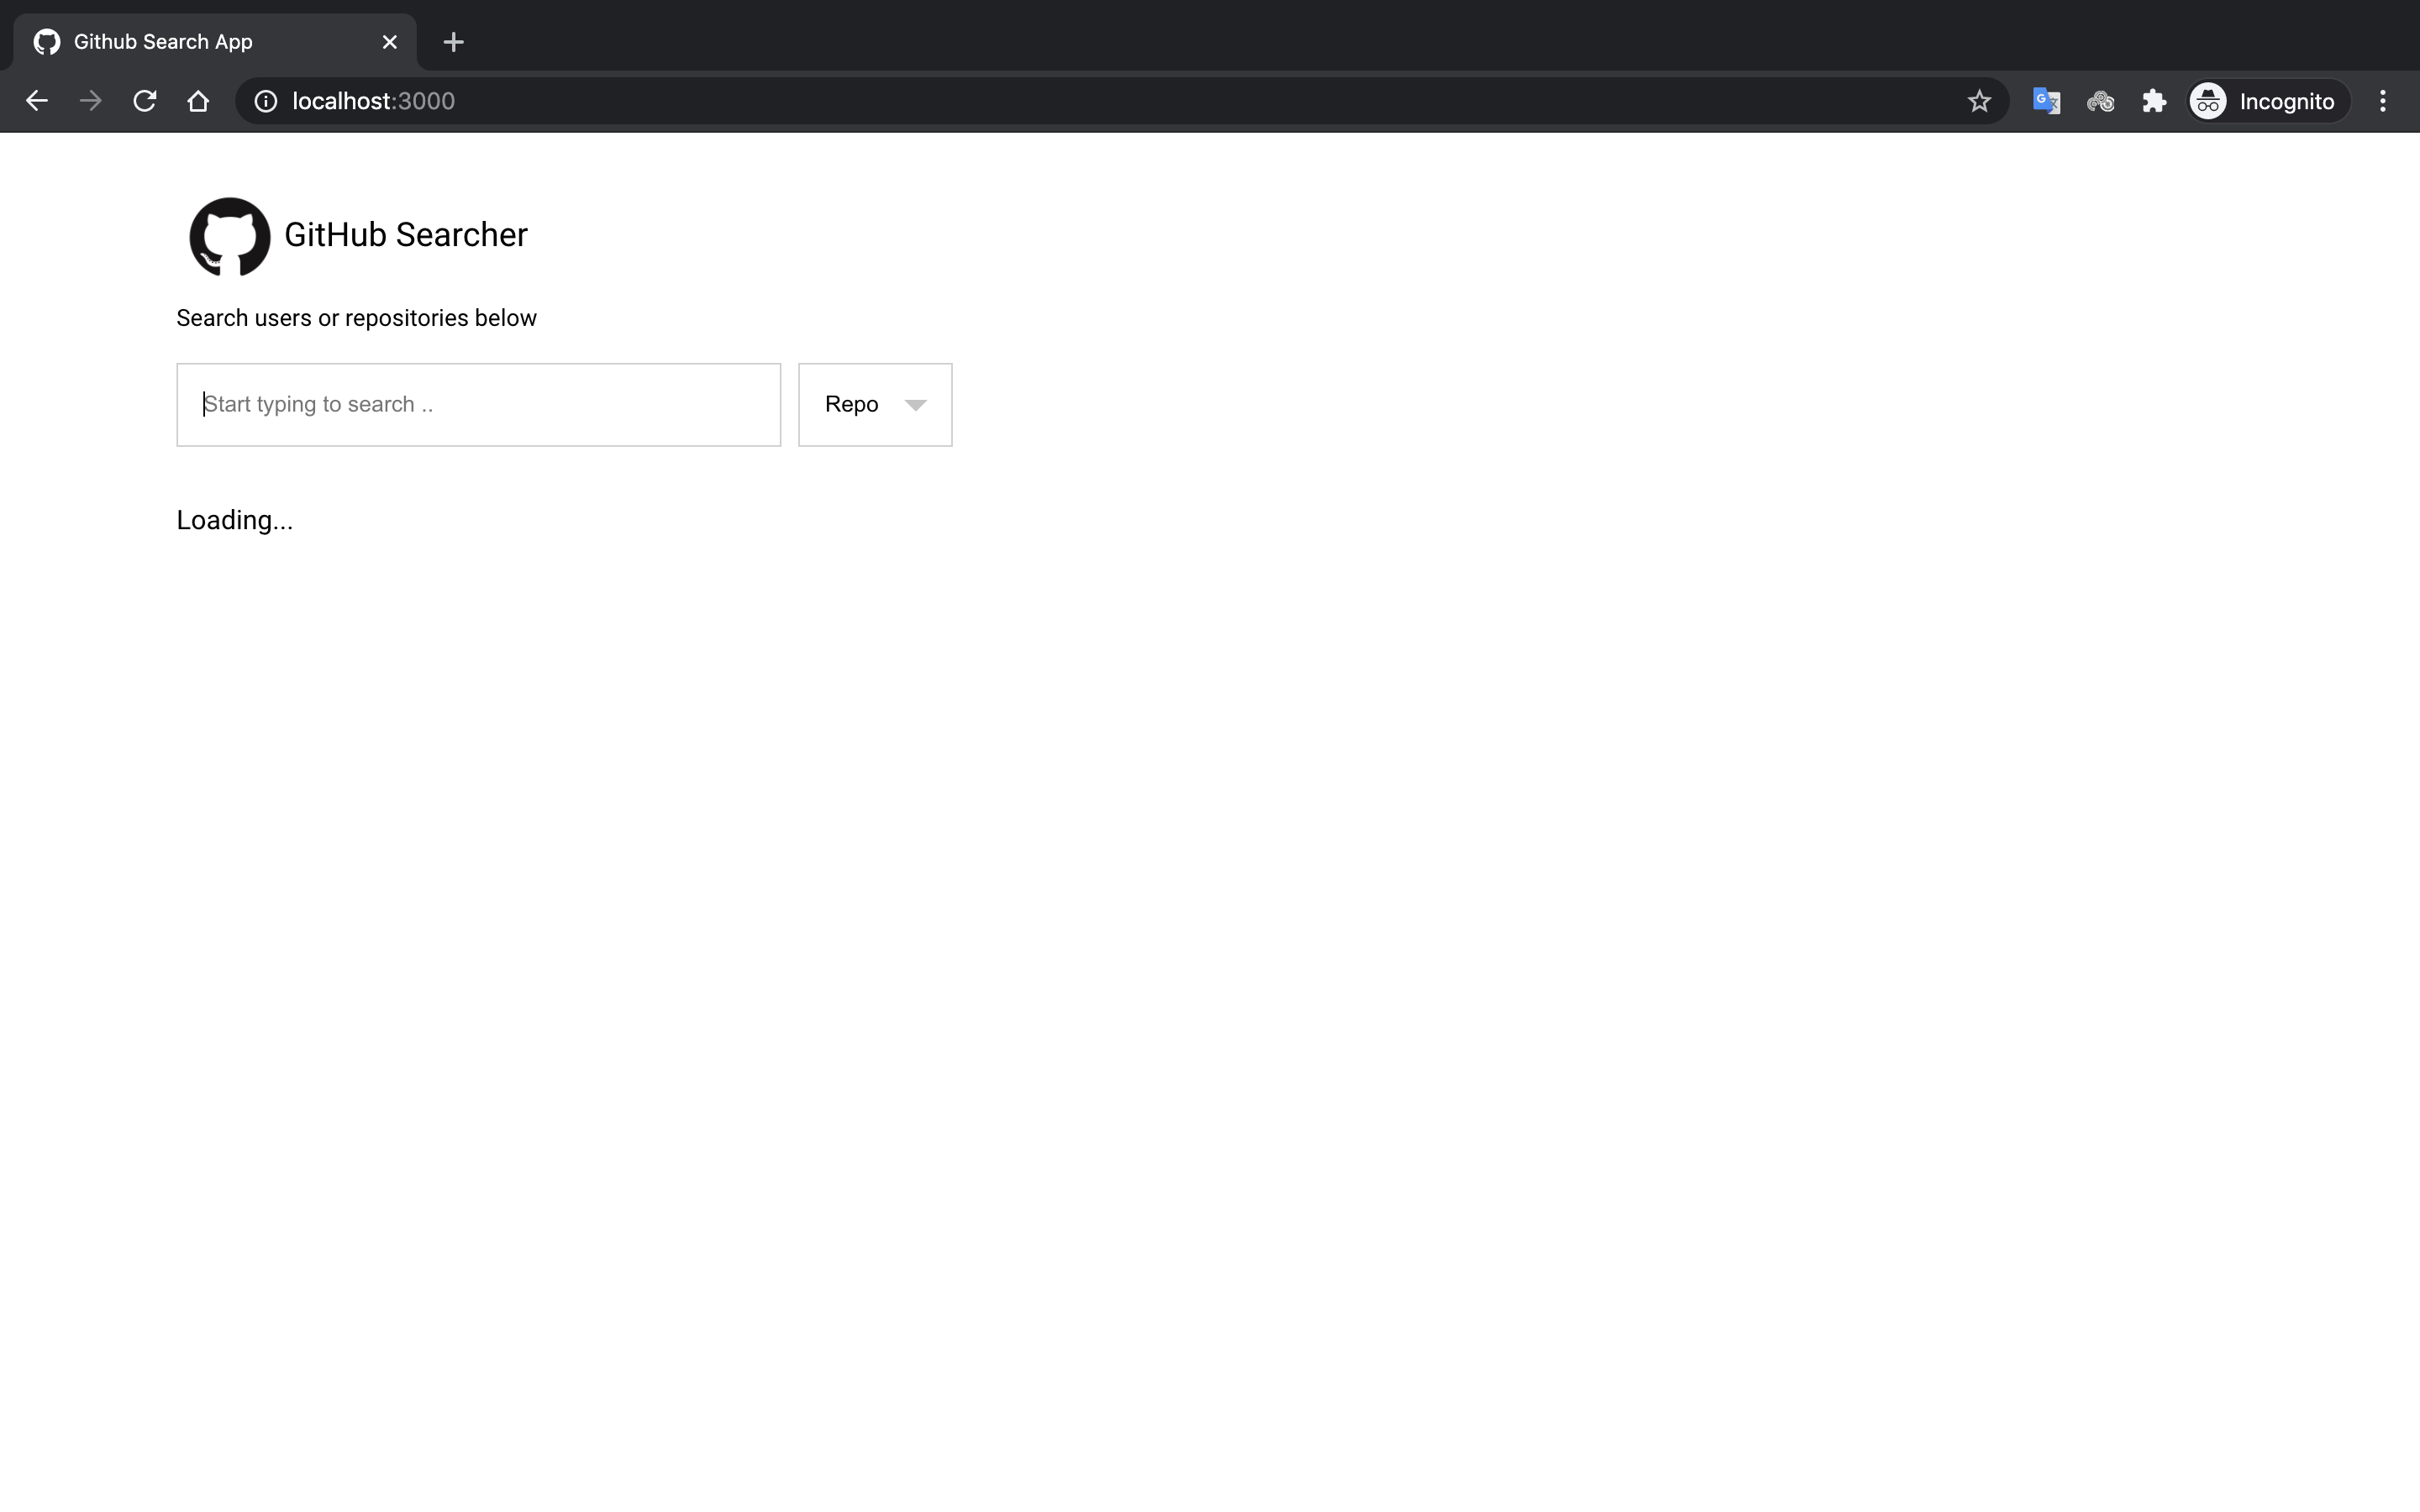 Github Search App
localhost:3000
Incognito
GitHub Searcher
Search users or repositories below
Start typing to search ..
Repo
Loading...